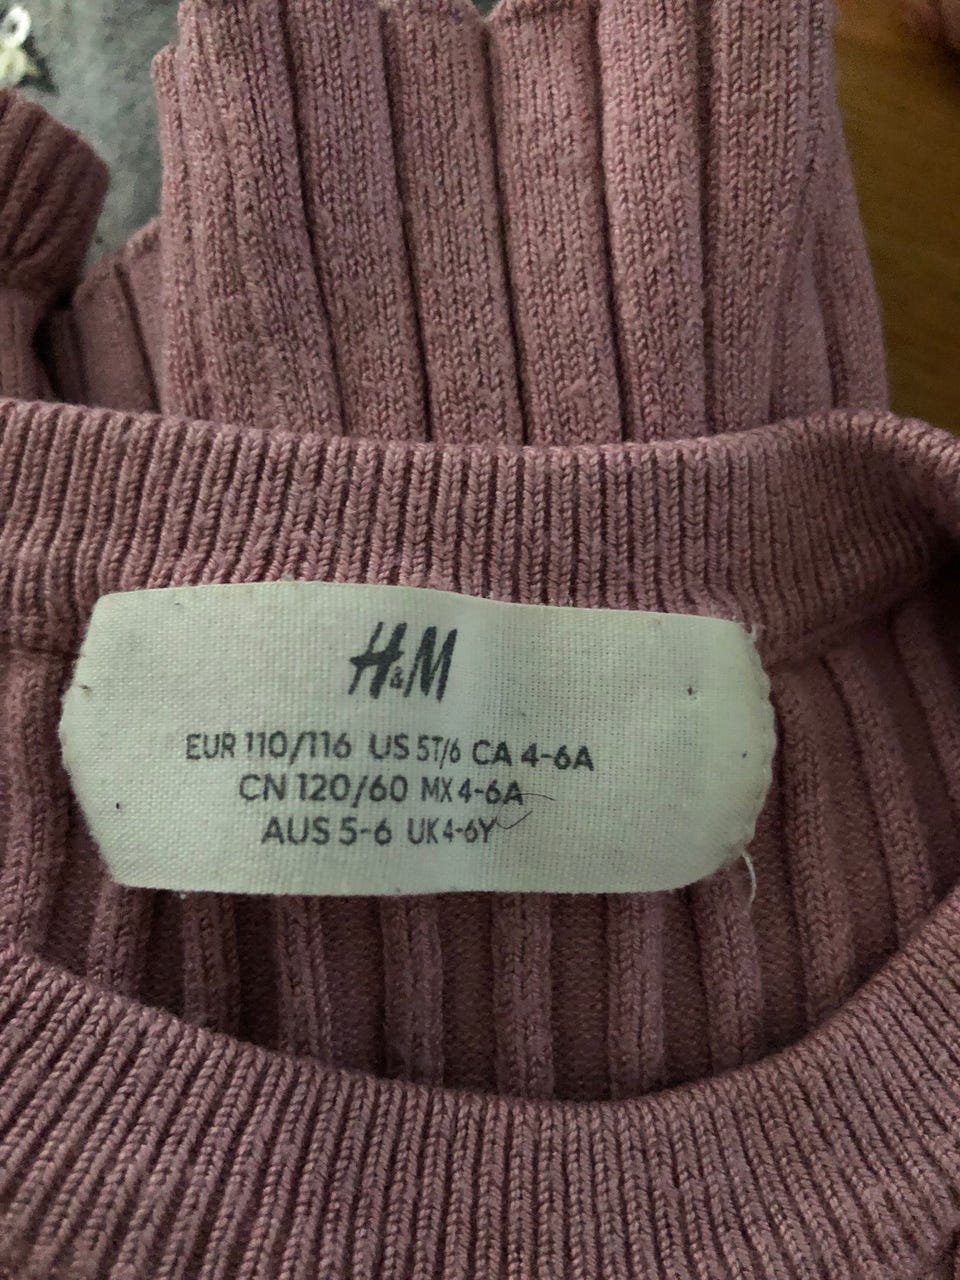 H&M
EUR 110/116 US 5T/6 CA 4-6A
CN 120/60 MX 4-6A
AUS 5-6 UK 4-6Y